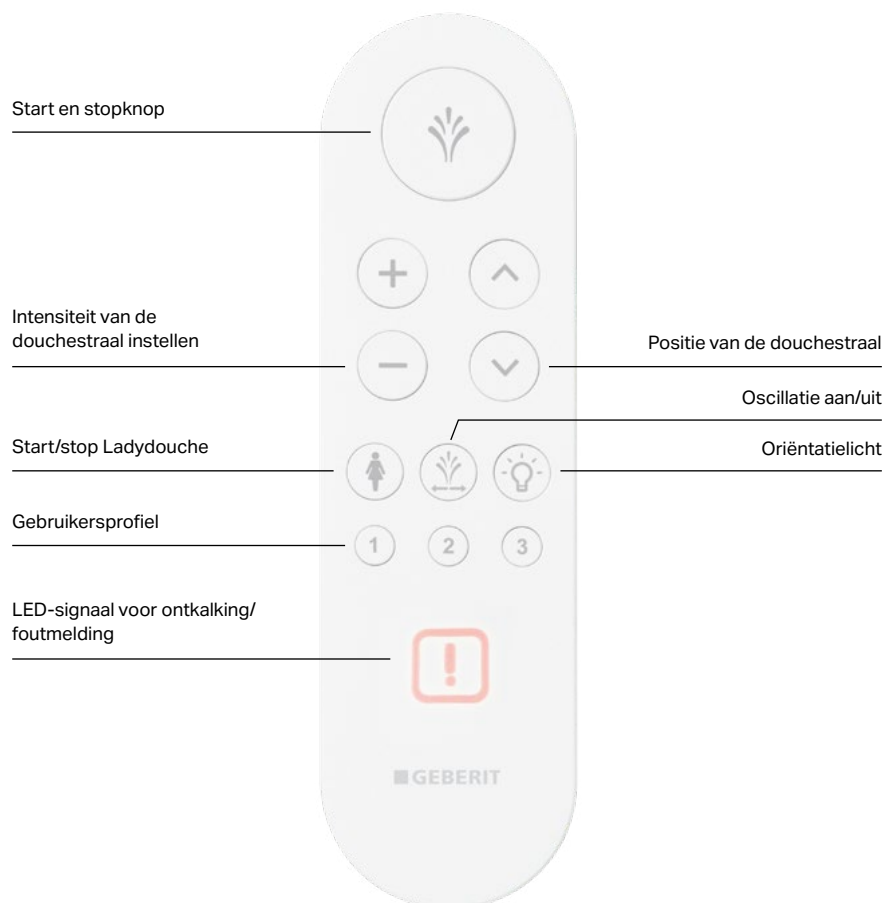 Start en stopknop
Intensiteit van de
douchestraal instellen
Positie van de douchestraal
Oscillatie aan/uit
Start/stop Ladydouche
Oriëntatielicht
Gebruikersprofiel
1 2 3
LED-signaal voor ontkalking/
foutmelding
!
GEBERIT